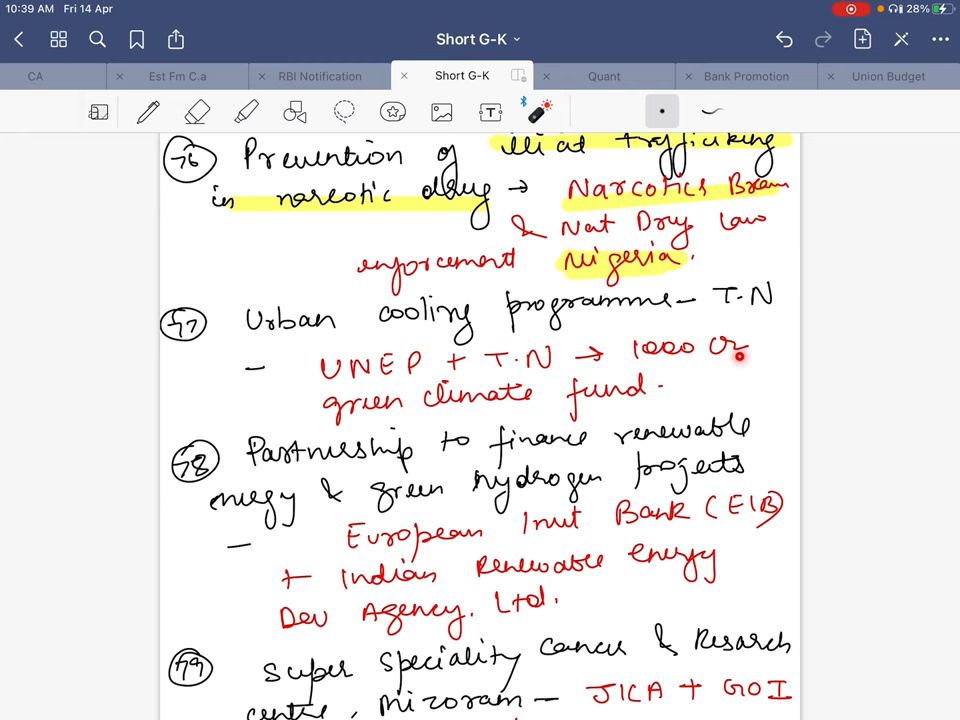 10:39 AM Fri 14 Apr
28%
Short G-K
CA
Est Fm C.a
RBI Notification
Short G-K
Quant
Bank Promotion
Union Budget
76 Prevention of illicit trafficking
in narcotic drug → Narcotics Bream
& Nat Drug law
enforcement Nigeria.
77 Urban cooling programme - T.N
- UNEP + T.N → 1000 Cr
green climate fund.
78 Partnership to finance renewable
energy & green hydrogen projects
- European Invt Bank (EIB)
+ Indian Renewable Energy
Dev Agency. Ltd.
79 Super Speciality cancer & Resarch
centre, Mizoram - JICA + GOI